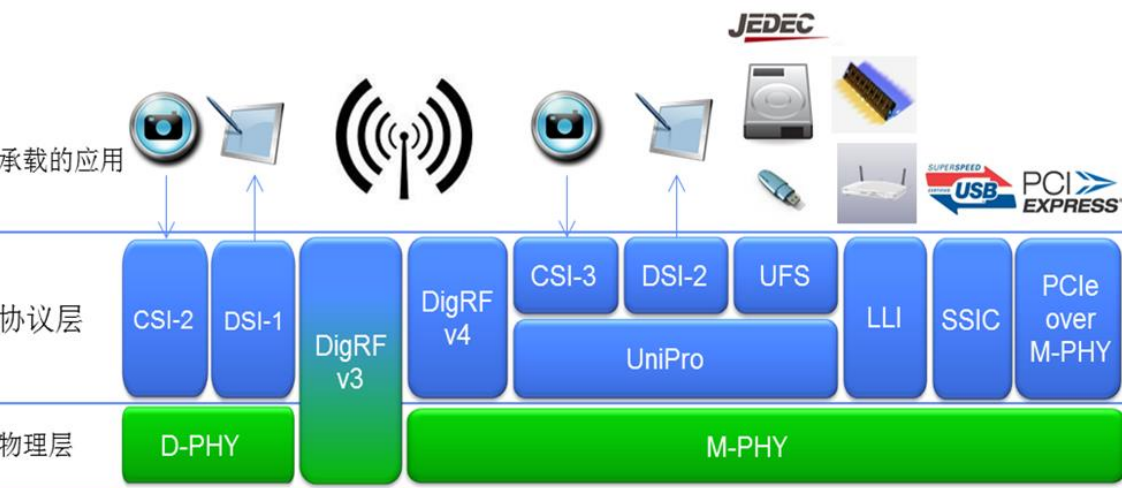 JEDEC
承载的应用
SUPERSPEED
CERTIFIED USB
PCI
EXPRESS®
协议层
CSI-2
DSI-1
DigRF
v3
DigRF
v4
CSI-3
DSI-2
UFS
UniPro
LLI
SSIC
PCIe
over
M-PHY
物理层
D-PHY
M-PHY